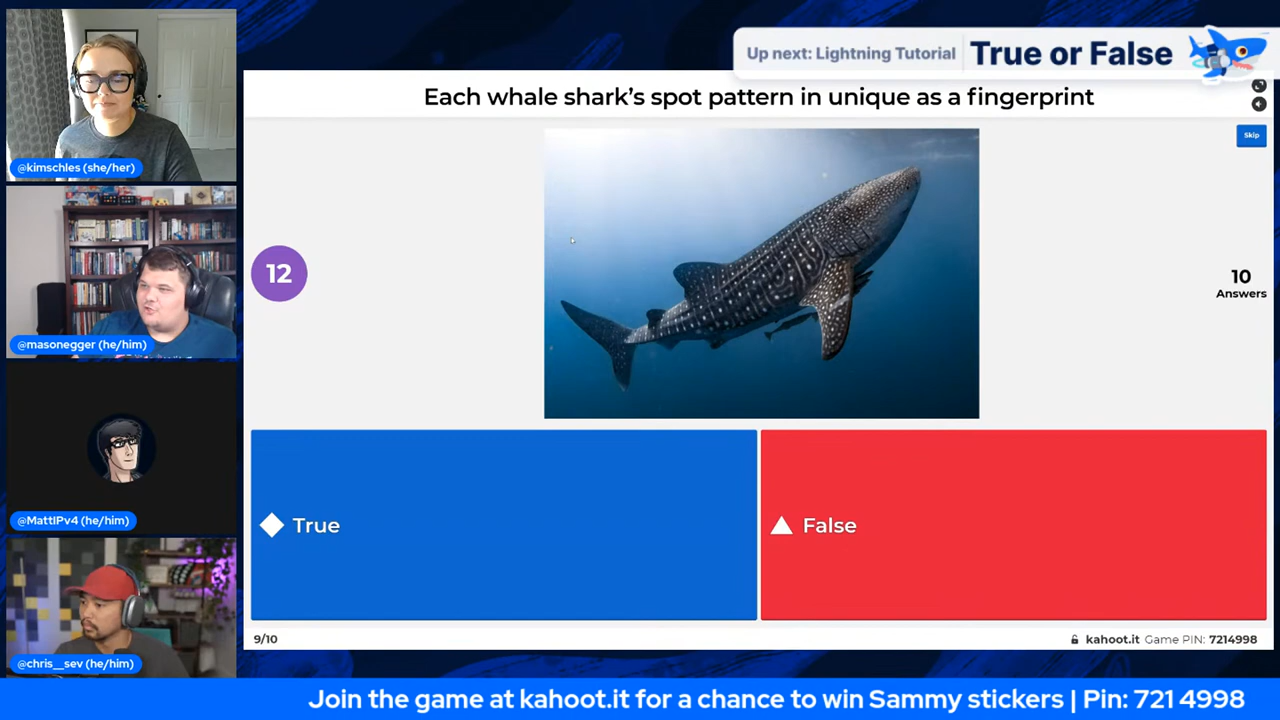 Up next: Lightning Tutorial
True or False
Each whale shark's spot pattern in unique as a fingerprint
Skip
12
10
Answers
True
False
9/10
kahoot.it Game PIN: 7214998
@kimschles (she/her)
@masonegger (he/him)
@MattIPv4 (he/him)
@chris__sev (he/him)
Join the game at kahoot.it for a chance to win Sammy stickers | Pin: 721 4998